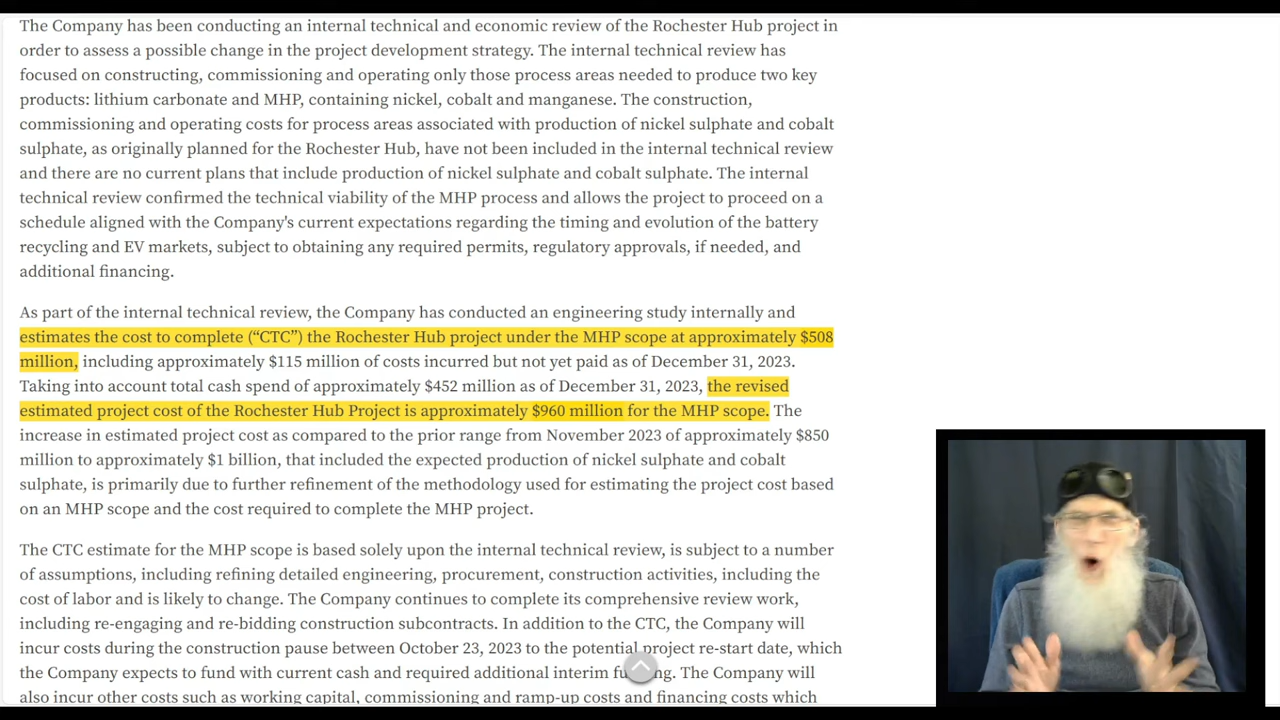 The Company has been conducting an internal technical and economic review of the Rochester Hub project in
order to assess a possible change in the project development strategy. The internal technical review has
focused on constructing, commissioning and operating only those process areas needed to produce two key
products: lithium carbonate and MHP, containing nickel, cobalt and manganese. The construction,
commissioning and operating costs for process areas associated with production of nickel sulphate and cobalt
sulphate, as originally planned for the Rochester Hub, have not been included in the internal technical review
and there are no current plans that include production of nickel sulphate and cobalt sulphate. The internal
technical review confirmed the technical viability of the MHP process and allows the project to proceed on a
schedule aligned with the Company's current expectations regarding the timing and evolution of the battery
recycling and EV markets, subject to obtaining any required permits, regulatory approvals, if needed, and
additional financing.
As part of the internal technical review, the Company has conducted an engineering study internally and
estimates the cost to complete (“CTC”) the Rochester Hub project under the MHP scope at approximately $508
million, including approximately $115 million of costs incurred but not yet paid as of December 31, 2023.
Taking into account total cash spend of approximately $452 million as of December 31, 2023, the revised
estimated project cost of the Rochester Hub Project is approximately $960 million for the MHP scope. The
increase in estimated project cost as compared to the prior range from November 2023 of approximately $850
million to approximately $1 billion, that included the expected production of nickel sulphate and cobalt
sulphate, is primarily due to further refinement of the methodology used for estimating the project cost based
on an MHP scope and the cost required to complete the MHP project.
The CTC estimate for the MHP scope is based solely upon the internal technical review, is subject to a number
of assumptions, including refining detailed engineering, procurement, construction activities, including the
cost of labor and is likely to change. The Company continues to complete its comprehensive review work,
including re-engaging and re-bidding construction subcontracts. In addition to the CTC, the Company will
incur costs during the construction pause between October 23, 2023 to the potential project re-start date, which
the Company expects to fund with current cash and required additional interim The Company will
also incur other costs such as working capital, commissioning and ramp-up costs and financing costs which